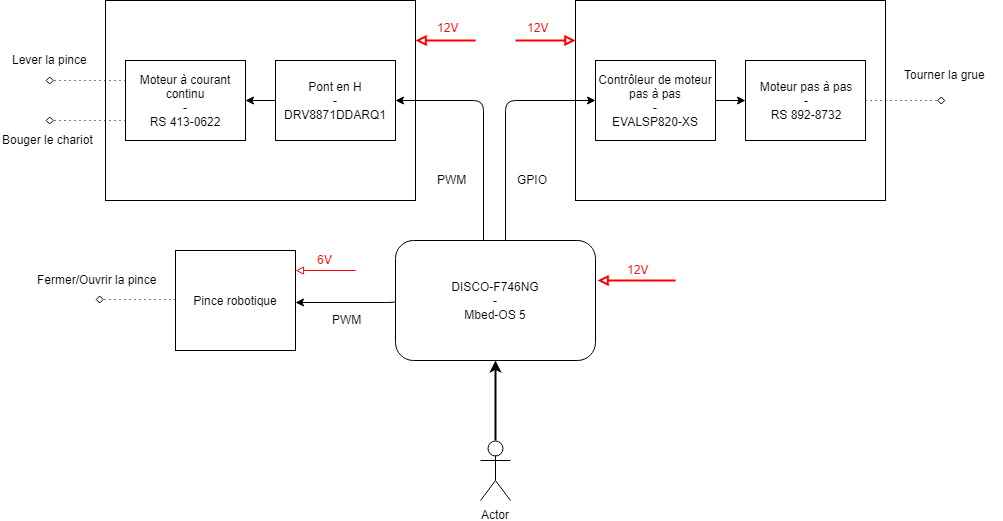 12V
12V
Lever la pince
Moteur à courant
continu
-
RS 413-0622
Pont en H
-
DRV8871DDARQ1
Contrôleur de moteur
pas à pas
-
EVALSP820-XS
Moteur pas à pas
-
RS 892-8732
Tourner la grue
Bouger le chariot
PWM
GPIO
Fermer/Ouvrir la pince
6V
Pince robotique
PWM
DISCO-F746NG
-
Mbed-OS 5
12V
Actor